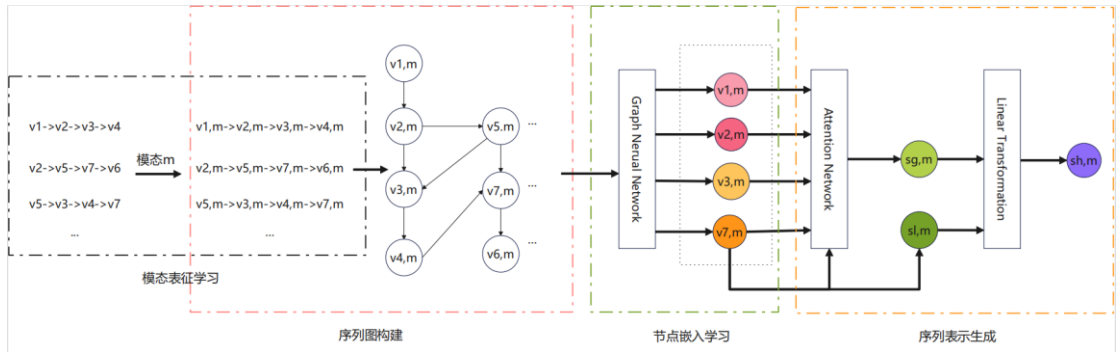 v1->v2->v3->v4
v2->v5->v7->v6
v5->v3->v4->v7
...
模态m
模态表征学习
v1,m->v2,m->v3,m->v4,m
v2,m->v5,m->v7,m->v6,m
v5,m->v3,m->v4,m->v7,m
...
v1,m
v2,m
v5.m
...
v3,m
v7,m
...
v4,m
v6,m
...
序列图构建
Graph Nerual Network
v1,m
v2,m
v3,m
v7,m
节点嵌入学习
Attention Network
sg,m
sl,m
Linear Transformation
sh,m
序列表示生成